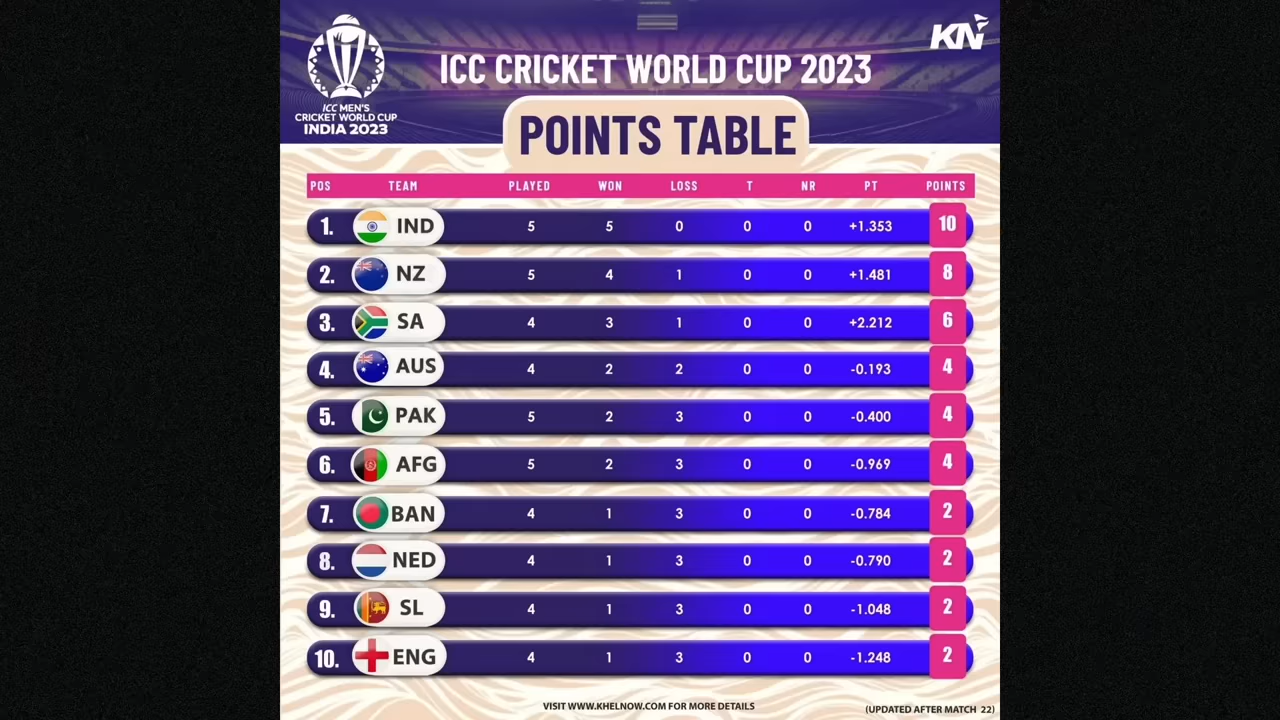 KN
ICC CRICKET WORLD CUP 2023
ICC MEN'S
CRICKET WORLD CUP
INDIA 2023
POINTS TABLE
POS TEAM PLAYED WON LOSS T NR PT POINTS
1. IND 5 5 0 0 0 +1.353 10
2. NZ 5 4 1 0 0 +1.481 8
3. SA 4 3 1 0 0 +2.212 6
4. AUS 4 2 2 0 0 -0.193 4
5. PAK 5 2 3 0 0 -0.400 4
6. AFG 5 2 3 0 0 -0.969 4
7. BAN 4 1 3 0 0 -0.784 2
8. NED 4 1 3 0 0 -0.790 2
9. SL 4 1 3 0 0 -1.048 2
10. ENG 4 1 3 0 0 -1.248 2
VISIT WWW.KHELNOW.COM FOR MORE DETAILS
(UPDATED AFTER MATCH 22)